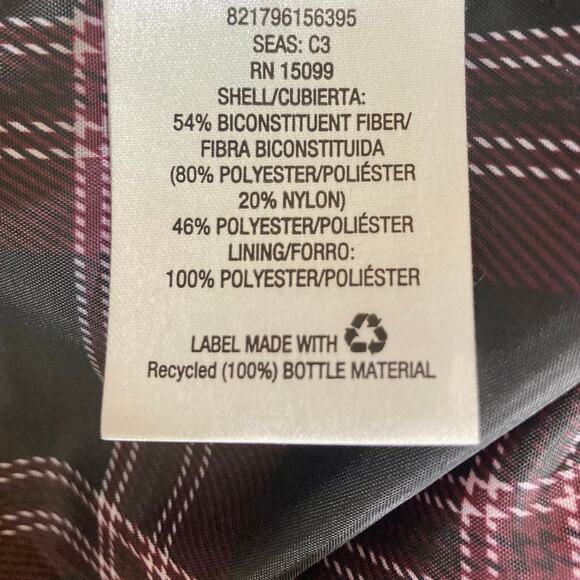 821796156395
SEAS: C3
RN 15099
SHELL/CUBIERTA:
54% BICONSTITUENT FIBER/
FIBRA BICONSTITUIDA
(80% POLYESTER/POLIÉSTER
20% NYLON)
46% POLYESTER/POLIÉSTER
LINING/FORRO:
100% POLYESTER/POLIÉSTER
LABEL MADE WITH
Recycled (100%) BOTTLE MATERIAL